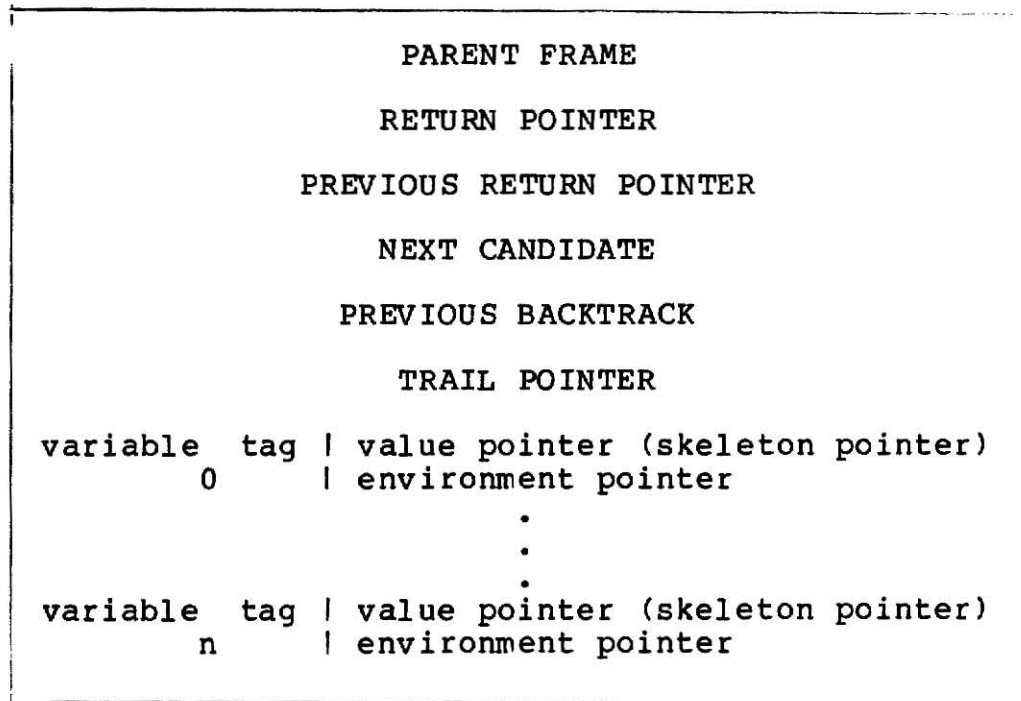 PARENT FRAME
RETURN POINTER
PREVIOUS RETURN POINTER
NEXT CANDIDATE
PREVIOUS BACKTRACK
TRAIL POINTER
variable tag | value pointer (skeleton pointer)
0 | environment pointer
.
.
.
variable tag | value pointer (skeleton pointer)
n | environment pointer